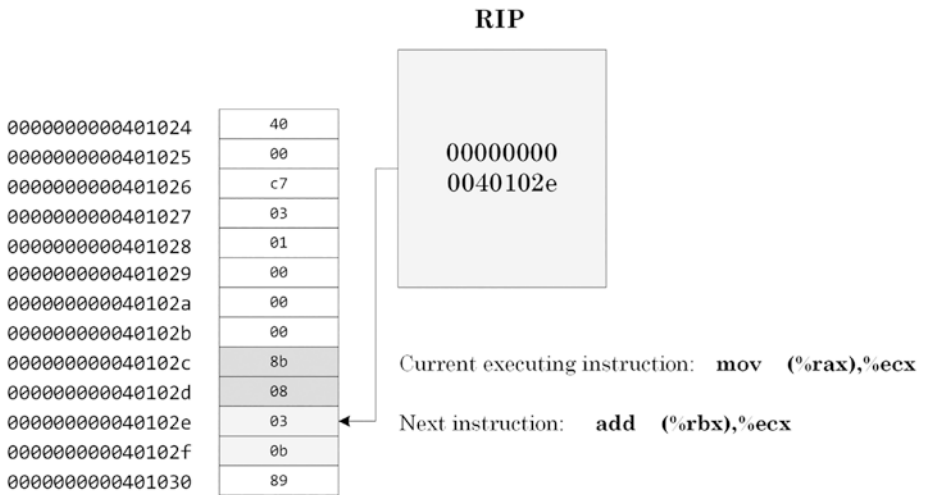 RIP
00000000
0040102e
0000000000401024 40
0000000000401025 00
0000000000401026 c7
0000000000401027 03
0000000000401028 01
0000000000401029 00
000000000040102a 00
000000000040102b 00
000000000040102c 8b
000000000040102d 08
000000000040102e 03
000000000040102f 0b
0000000000401030 89
Current executing instruction: mov (%rax),%ecx
Next instruction: add (%rbx),%ecx